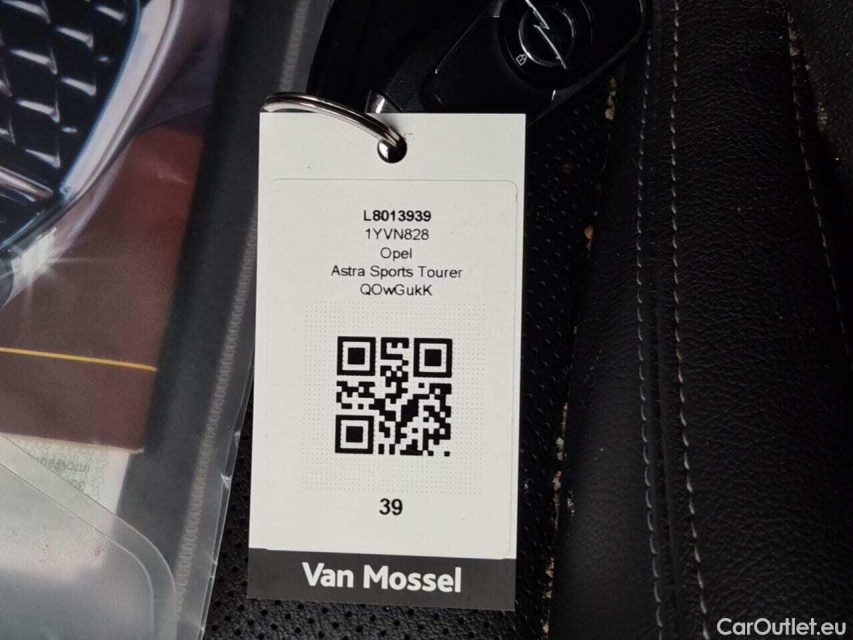 L8013939
1YVN828
Opel
Astra Sports Tourer
QOwGukK
39
Van Mossel
CarOutlet.eu